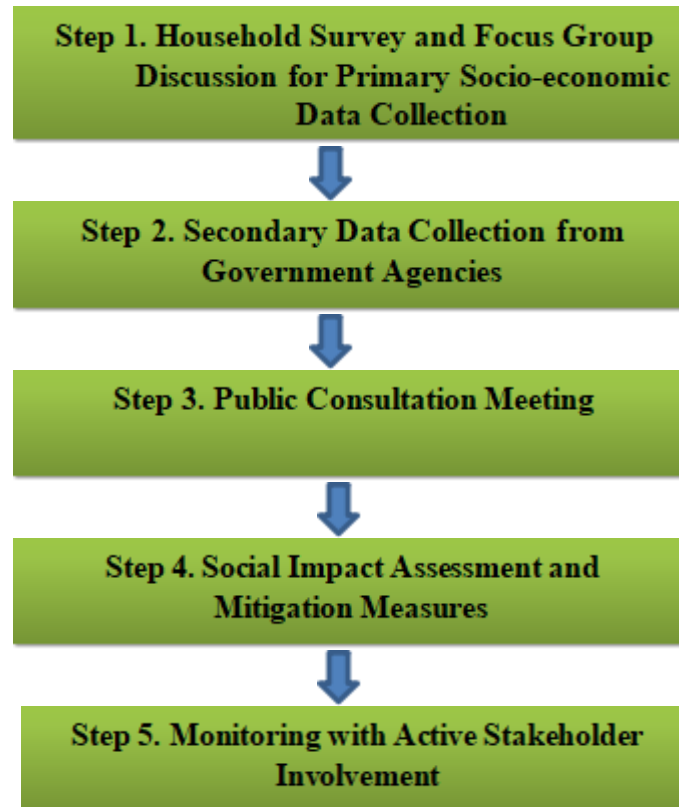 Step 1. Household Survey and Focus Group
Discussion for Primary Socio-economic
Data Collection
Step 2. Secondary Data Collection from
Government Agencies
Step 3. Public Consultation Meeting
Step 4. Social Impact Assessment and
Mitigation Measures
Step 5. Monitoring with Active Stakeholder
Involvement